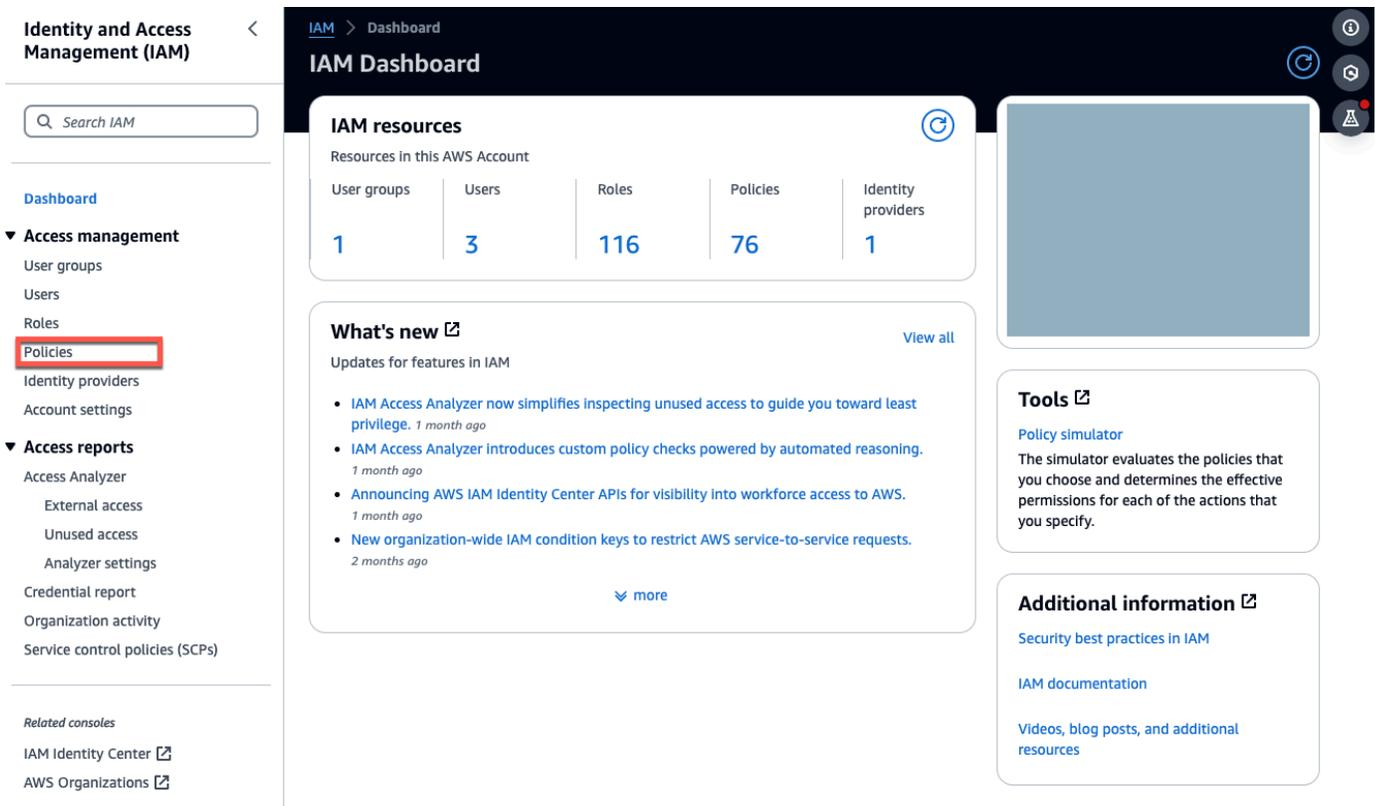 Identity and Access
Management (IAM)
Search IAM
Dashboard
Access management
User groups
Users
Roles
Policies
Identity providers
Account settings
Access reports
Access Analyzer
External access
Unused access
Analyzer settings
Credential report
Organization activity
Service control policies (SCPs)
Related consoles
IAM Identity Center
AWS Organizations
IAM > Dashboard
IAM Dashboard
IAM resources
Resources in this AWS Account
User groups
1
Users
3
Roles
116
Policies
76
Identity
providers
1
What's new
View all
Updates for features in IAM
• IAM Access Analyzer now simplifies inspecting unused access to guide you toward least
privilege. 1 month ago
• IAM Access Analyzer introduces custom policy checks powered by automated reasoning.
1 month ago
• Announcing AWS IAM Identity Center APIs for visibility into workforce access to AWS.
1 month ago
• New organization-wide IAM condition keys to restrict AWS service-to-service requests.
2 months ago
more
Tools
Policy simulator
The simulator evaluates the policies that
you choose and determines the effective
permissions for each of the actions that
you specify.
Additional information
Security best practices in IAM
IAM documentation
Videos, blog posts, and additional
resources